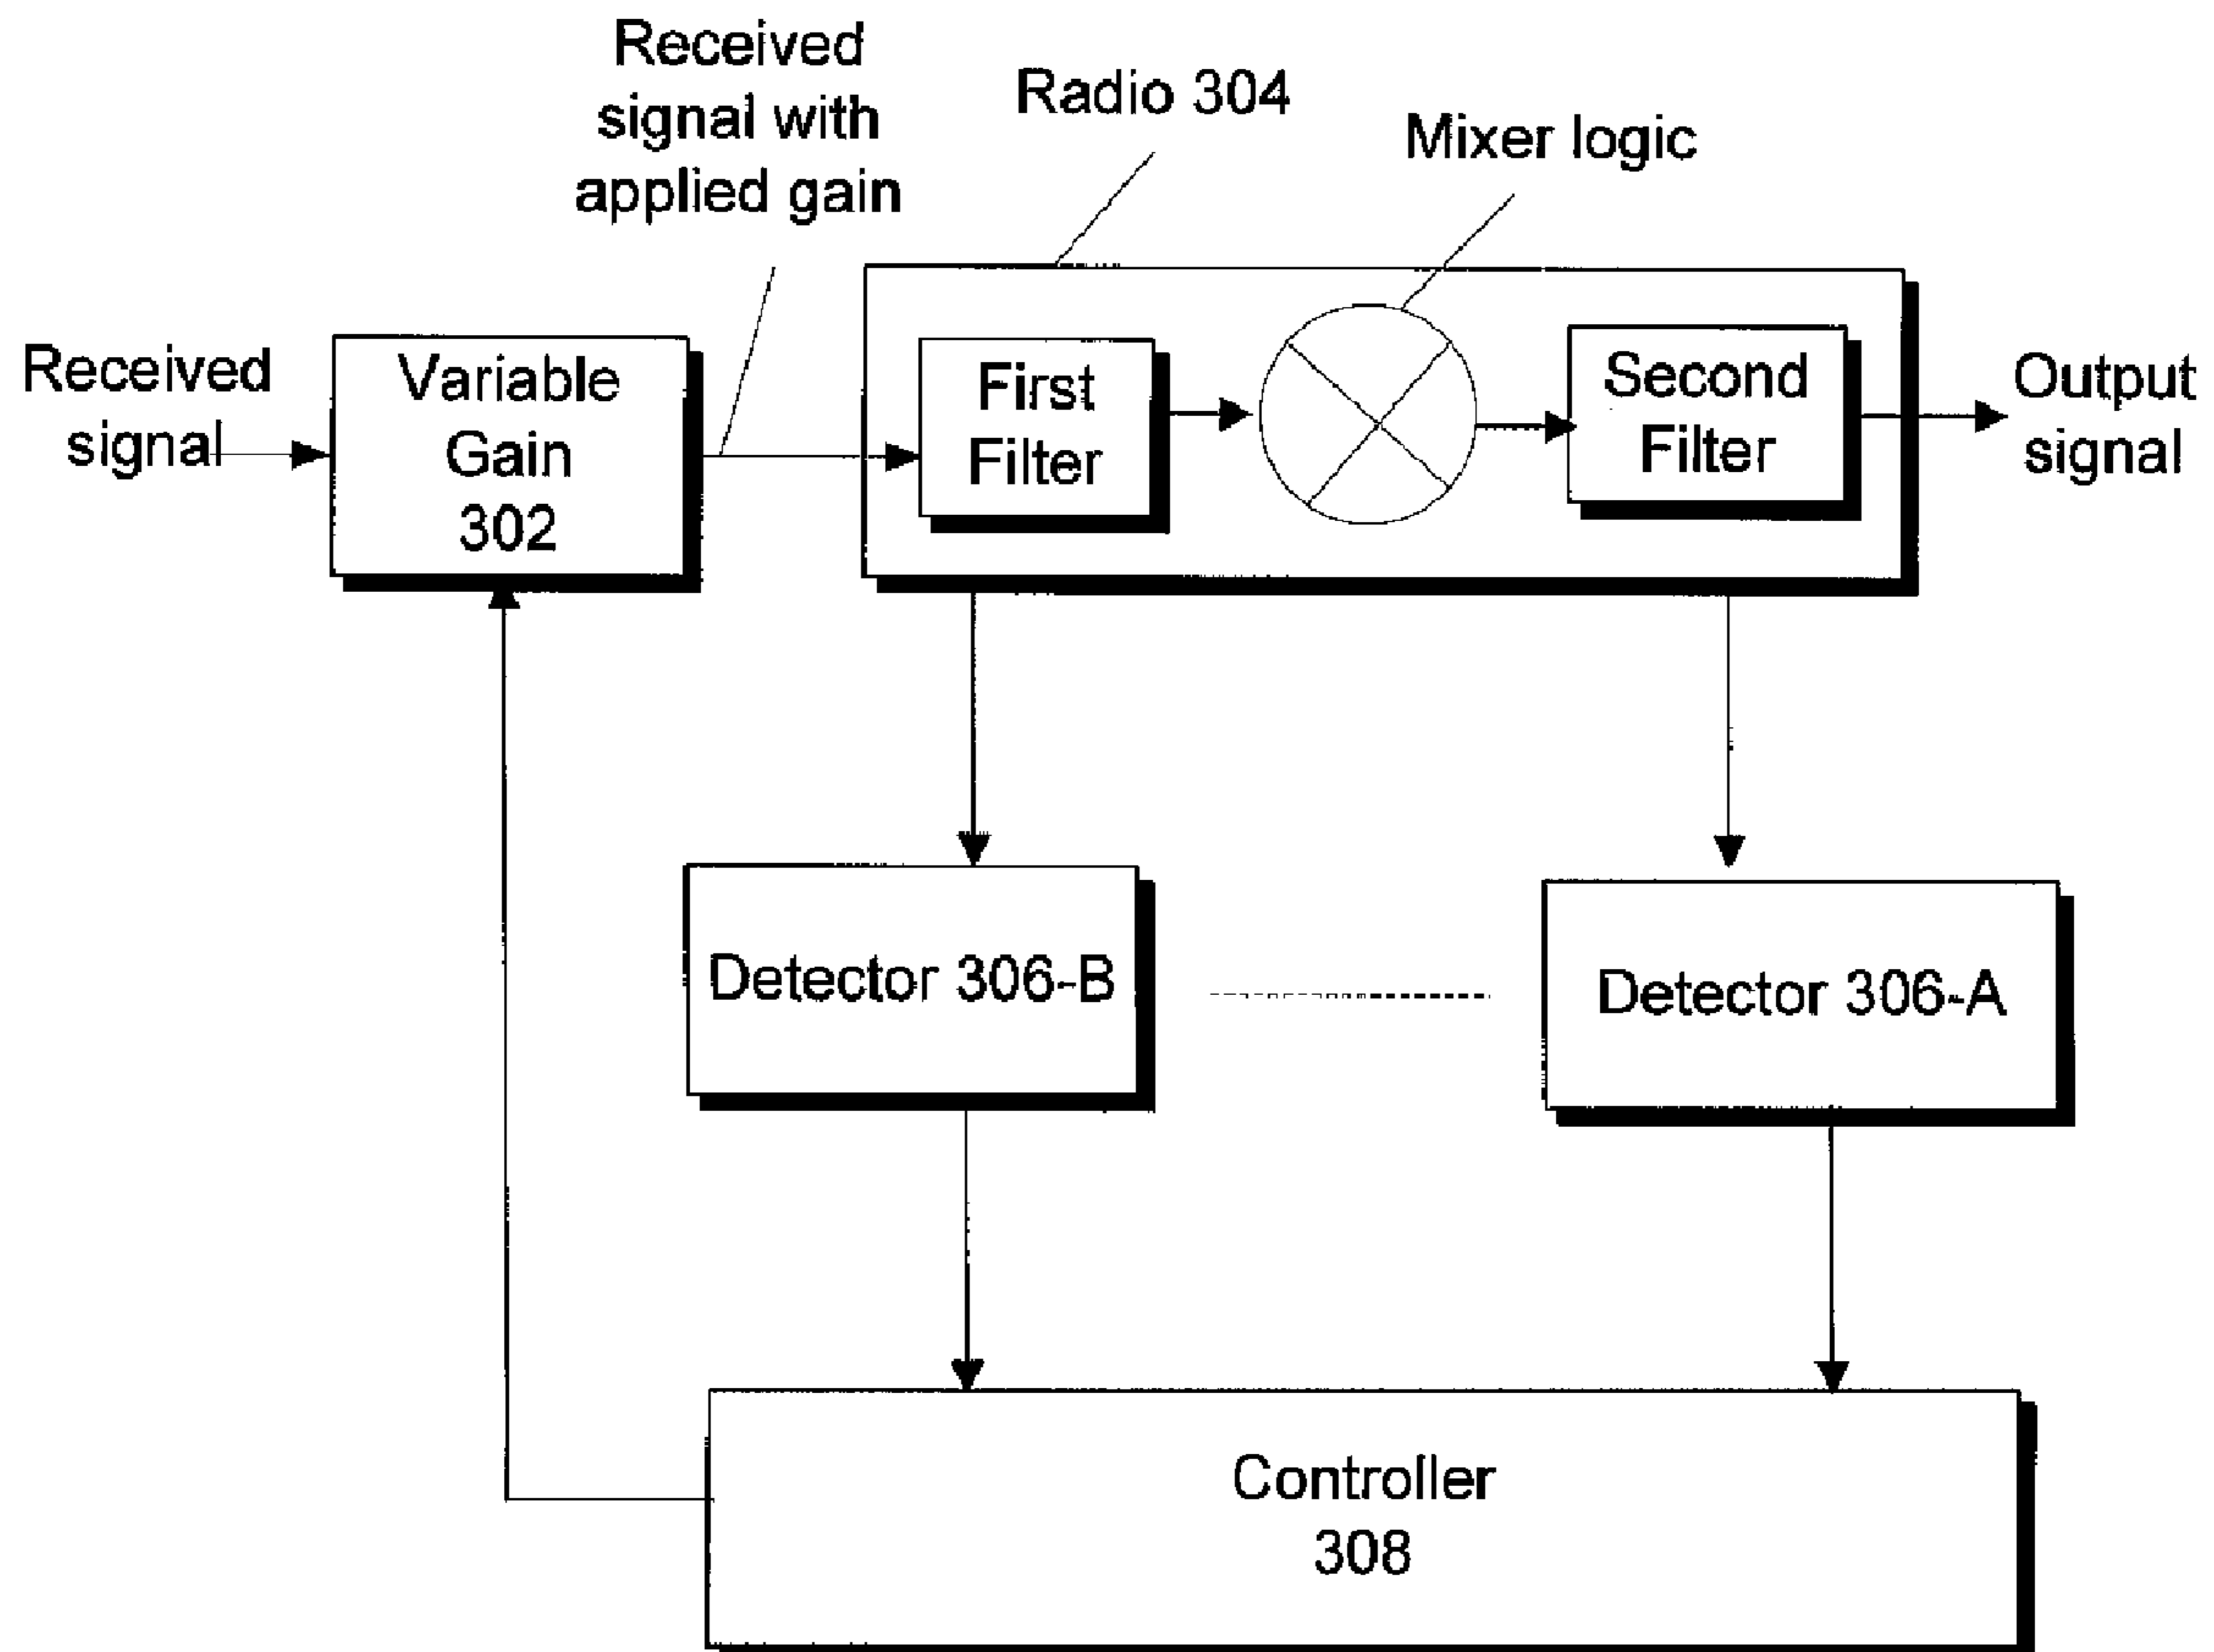 Received
signal with
applied gain
Radio 304
Mixer logic
Received
signal
Variable
Gain
302
First
Filter
Second
Filter
Output
signal
Detector 306-B
Detector 306-A
Controller
308